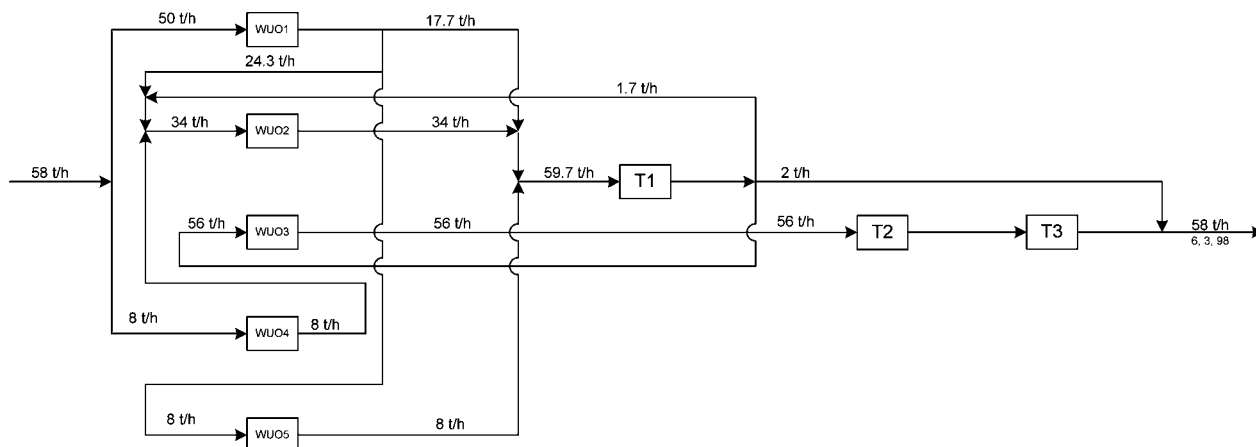 50 t/h
WUO1
17.7 t/h
24.3 t/h
1.7 t/h
34 t/h
WUO2
34 t/h
58 t/h
59.7 t/h
T1
2 t/h
56 t/h
WUO3
56 t/h
56 t/h
T2
T3
58 t/h
6, 3, 98
8 t/h
WUO4
8 t/h
8 t/h
WUO5
8 t/h